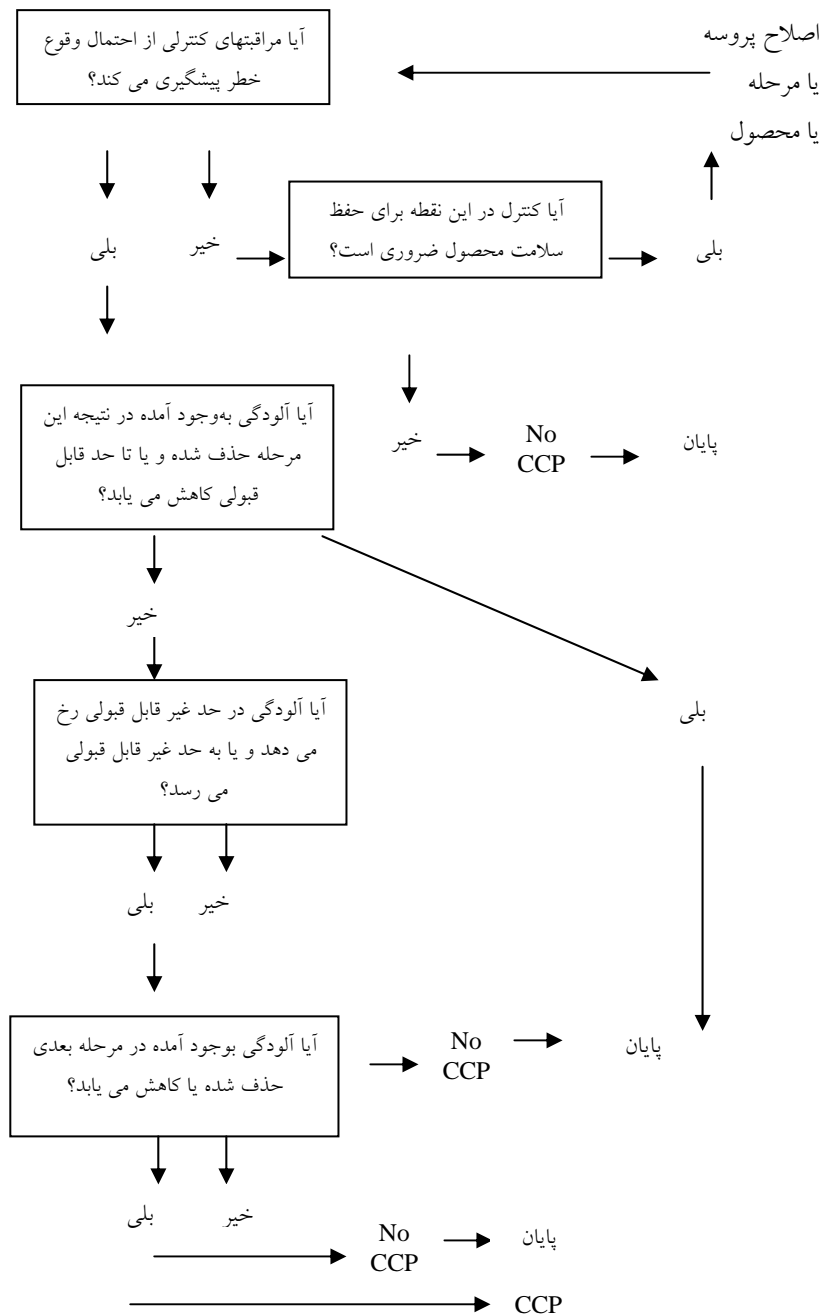 آیا مراقبتهای کنترلی از احتمال وقوع
خطر پیشگیری می کند؟
اصلاح پروسه
یا مرحله
یا محصول
آیا کنترل در این نقطه برای حفظ
سلامت محصول ضروری است؟
بلی
خیر
بلی
آیا آلودگی به‌وجود آمده در نتیجه این
مرحله حذف شده و یا تا حد قابل
قبولی کاهش می یابد؟
خیر
No
CCP
پایان
خیر
آیا آلودگی در حد غیر قابل قبولی رخ
می دهد و یا به حد غیر قابل قبولی
می رسد؟
بلی
بلی
خیر
آیا آلودگی بوجود آمده در مرحله بعدی
حذف شده یا کاهش می یابد؟
No
CCP
پایان
بلی
خیر
No
CCP
پایان
CCP